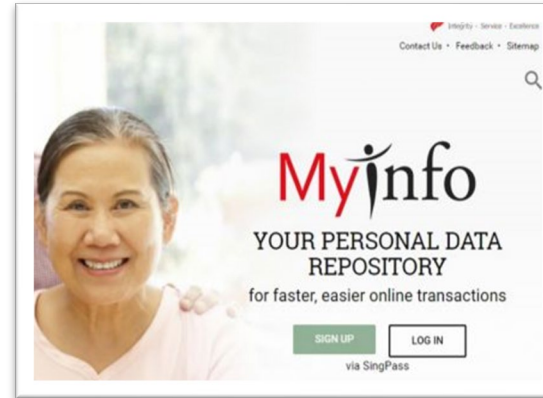 Integrity · Service · Excellence
Contact Us · Feedback · Sitemap
Myinfo
YOUR PERSONAL DATA
REPOSITORY
for faster, easier online transactions
SIGN UP
LOG IN
via SingPass